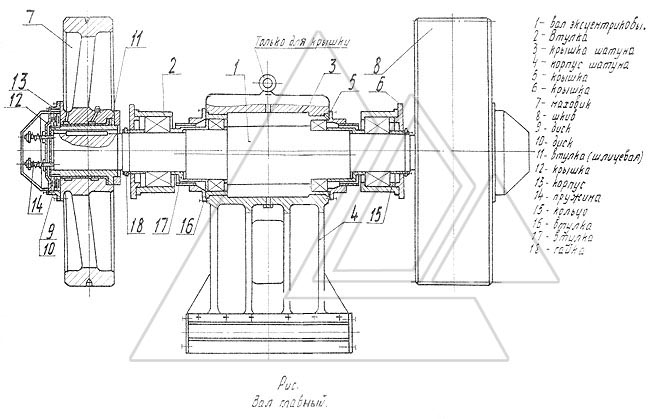 7
11
13
12
2
Только для крышки
1
3
5
8
6
14
9
10
18
17
16
4
15
1- вал эксцентриковы.
2- Втулка
3- крышка шатуна
4- корпус шатуна
5- крышка
6- крышка
7- маховик
8- шкив
9- диск
10- диск
11- втулка (шлицевая)
12- крышка
13- корпус
14- пружина
15- кольцо
16- втулка
17- втулка
18- гайка
Рис.
Вал главный.